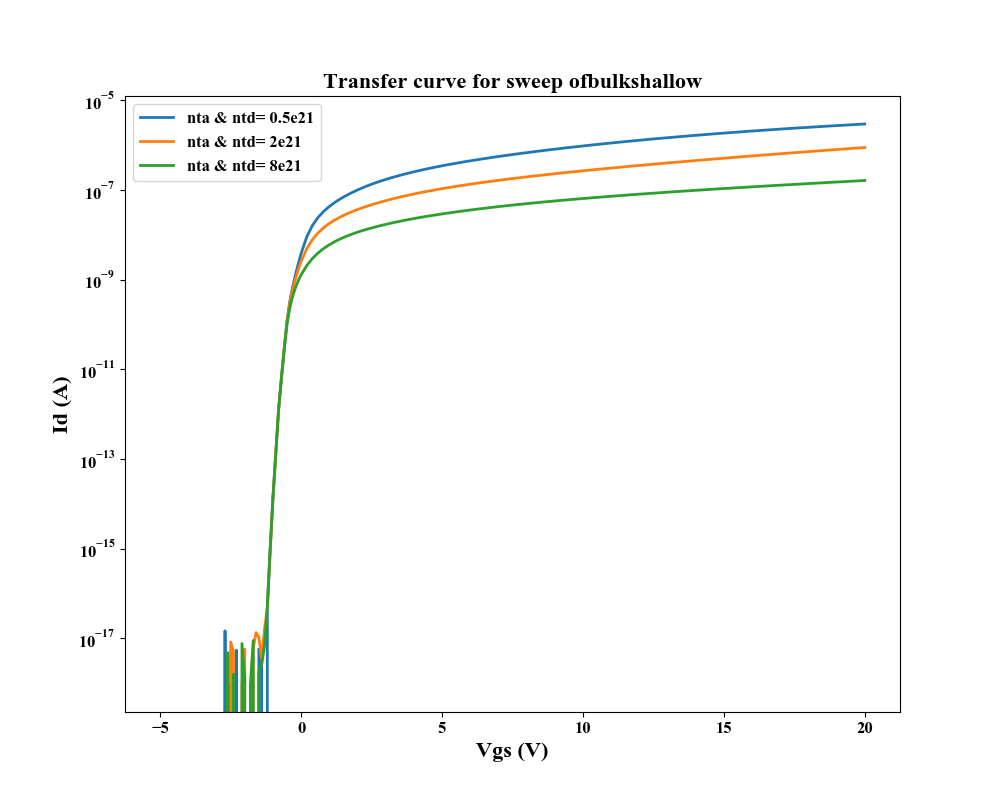 Transfer curve for sweep ofbulkshallow
nta & ntd= 0.5e21
nta & ntd= 2e21
nta & ntd= 8e21
10⁻⁵
10⁻⁷
10⁻⁹
10⁻¹¹
10⁻¹³
10⁻¹⁵
10⁻¹⁷
Id (A)
−5
0
5
10
15
20
Vgs (V)